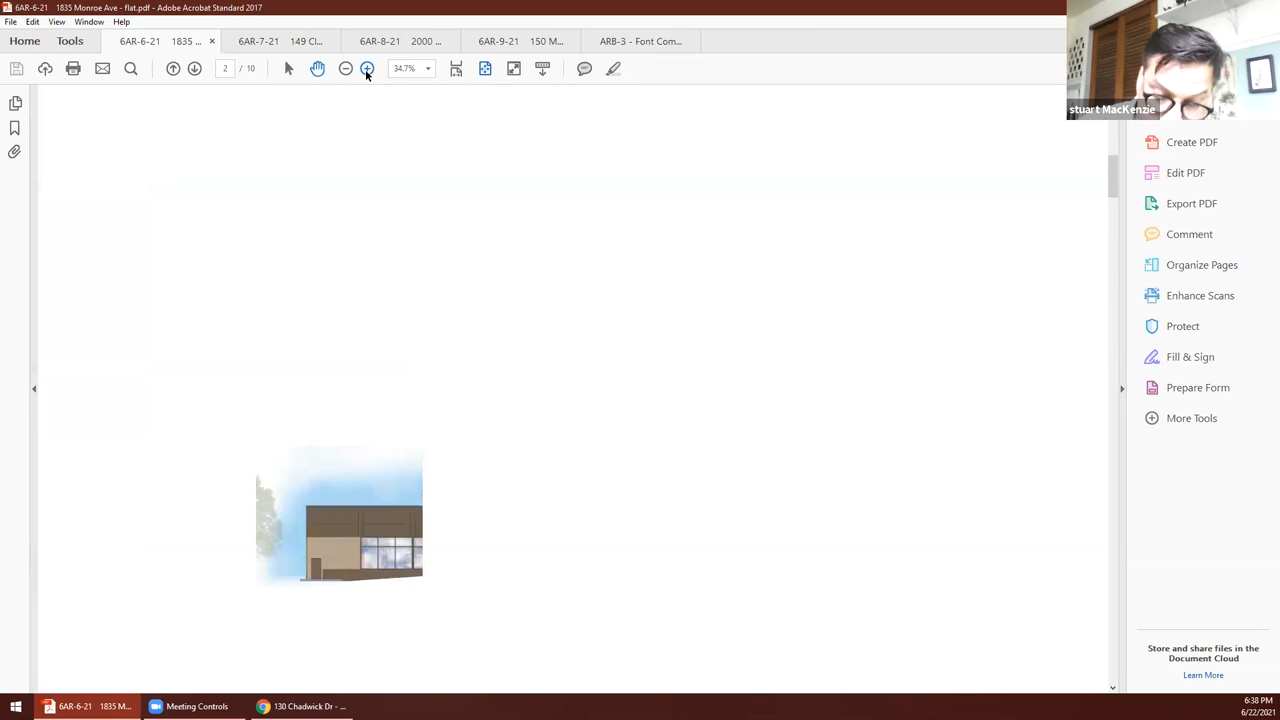 6AR-6-21 1835 Monroe Ave - flat.pdf - Adobe Acrobat Standard 2017
File Edit View Window Help
Home Tools 6AR-6-21 1835 ... × 6AR-7-21 149 Cl... 6AR-8-21 2000 ... 6AR-9-21 150 M... ARB-3 - Font Com...
2 / 10 34.7%
stuart MacKenzie
Create PDF
Edit PDF
Export PDF
Comment
Organize Pages
Enhance Scans
Protect
Fill & Sign
Prepare Form
More Tools
Store and share files in the
Document Cloud
Learn More
6AR-6-21 1835 M... Meeting Controls 130 Chadwick Dr - ...
6:38 PM
6/22/2021